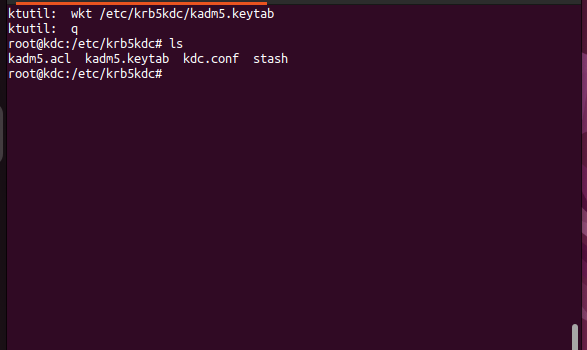 ktutil:  wkt /etc/krb5kdc/kadm5.keytab
ktutil:  q
root@kdc:/etc/krb5kdc# ls
kadm5.acl  kadm5.keytab  kdc.conf  stash
root@kdc:/etc/krb5kdc#